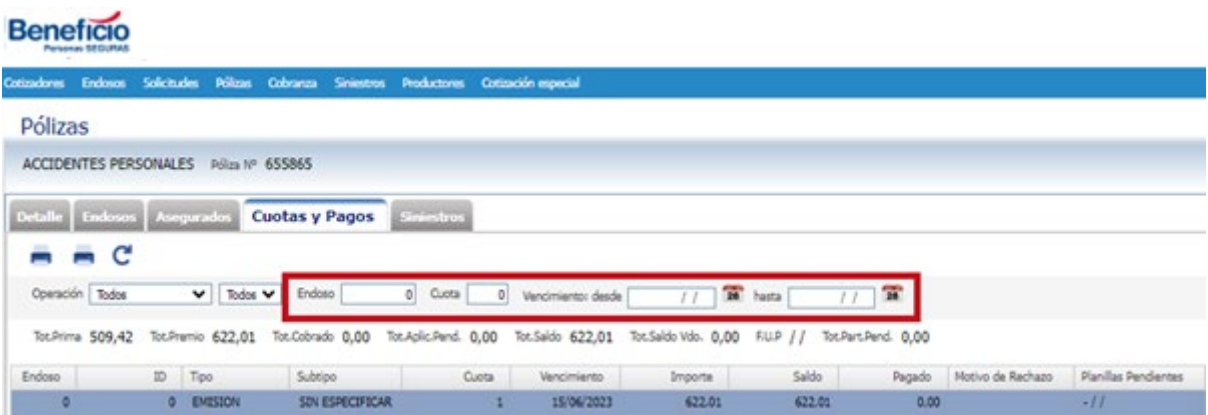 Beneficio
Personas SEGURAS
Cotizadores Endosos Solicitudes Pólizas Cobranza Siniestros Productores Cotización especial
Pólizas
ACCIDENTES PERSONALES Póliza Nº 655865
Detalle Endosos Asegurados Cuotas y Pagos Siniestros
Operación Todos Todos Endoso 0 Cuota 0 Vencimiento: desde / / 28 hasta / / 28
Tot.Prima 509,42 Tot.Premio 622,01 Tot.Cobrado 0,00 Tot.Aplic.Pend. 0,00 Tot.Saldo 622,01 Tot.Saldo Vdo. 0,00 F.U.P / / Tot.Part.Pend. 0,00
Endoso ID Tipo Subtipo Cuota Vencimiento Importe Saldo Pagado Motivo de Rechazo Planillas Pendientes
0 0 EMISION SIN ESPECIFICAR 1 15/06/2023 622.01 622.01 0.00 - / /